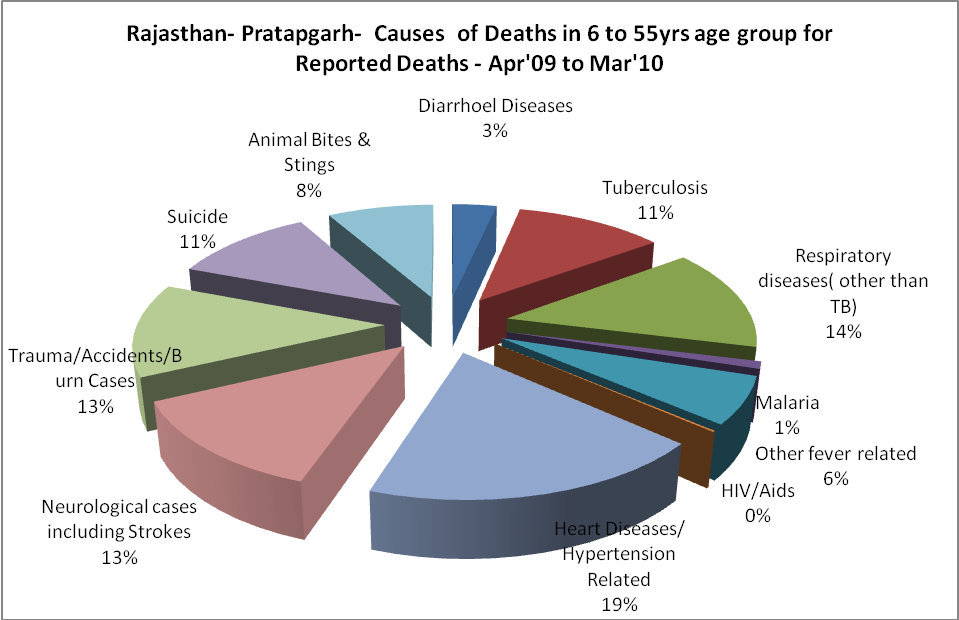 Rajasthan- Pratapgarh-  Causes  of Deaths in 6 to 55yrs age group for
Reported Deaths - Apr'09 to Mar'10
Diarrhoel Diseases
3%
Tuberculosis
11%
Respiratory
diseases( other than
TB)
14%
Malaria
1%
Other fever related
6%
HIV/Aids
0%
Heart Diseases/
Hypertension
Related
19%
Neurological cases
including Strokes
13%
Trauma/Accidents/B
urn Cases
13%
Suicide
11%
Animal Bites &
Stings
8%